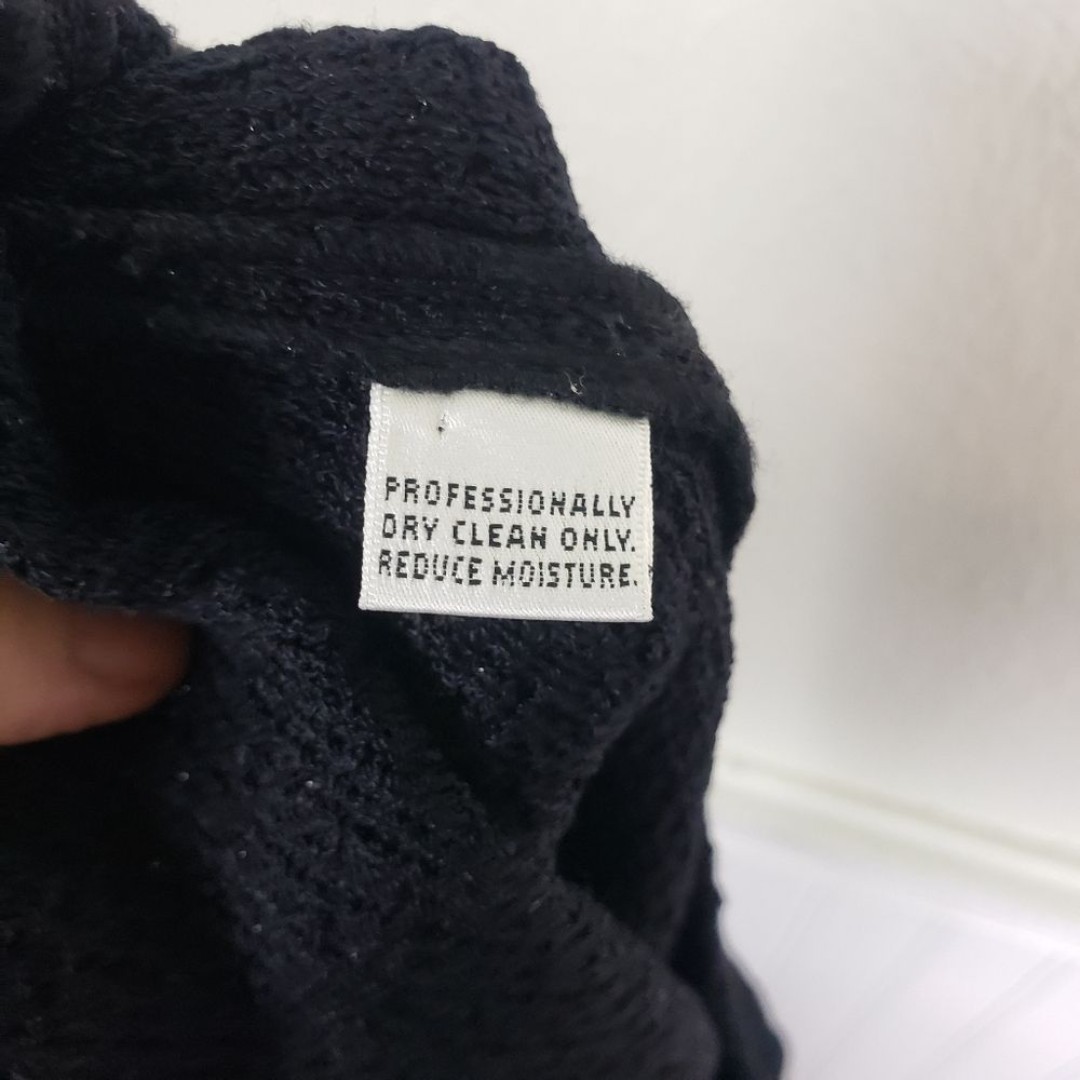 PROFESSIONALLY
DRY CLEAN ONLY.
REDUCE MOISTURE.